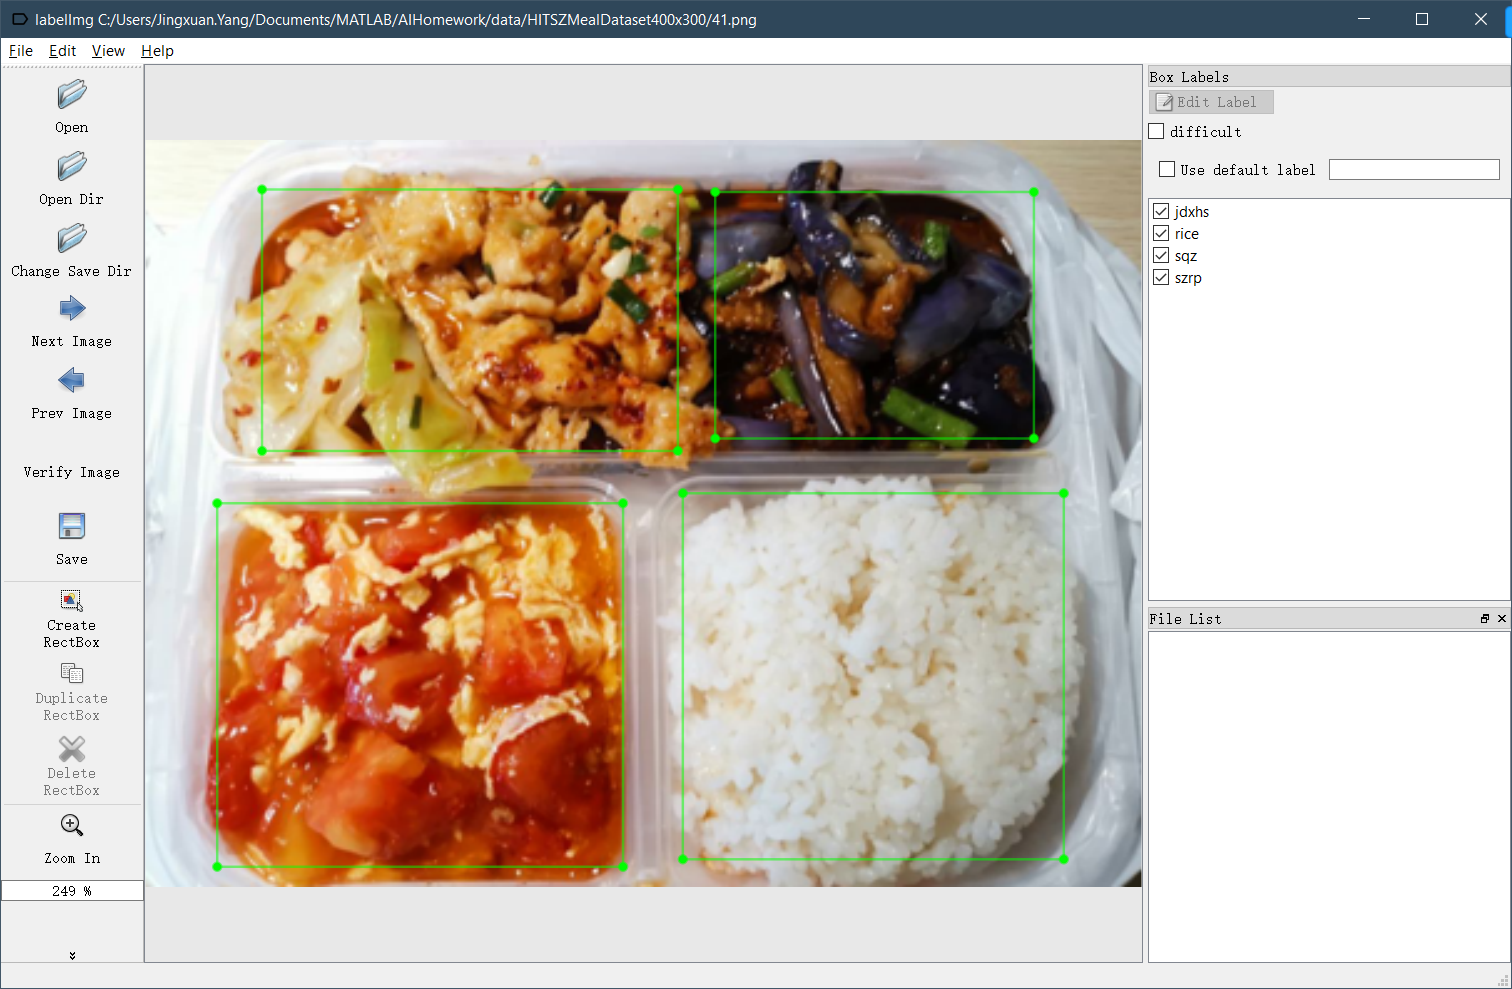 labelImg C:/Users/Jingxuan.Yang/Documents/MATLAB/AIHomework/data/HITSZMealDataset400x300/41.png
File Edit View Help
Open
Open Dir
Change Save Dir
Next Image
Prev Image
Verify Image
Save
Create
RectBox
Duplicate
RectBox
Delete
RectBox
Zoom In
249 %
Box Labels
Edit Label
difficult
Use default label
jdxhs
rice
sqz
szrp
File List